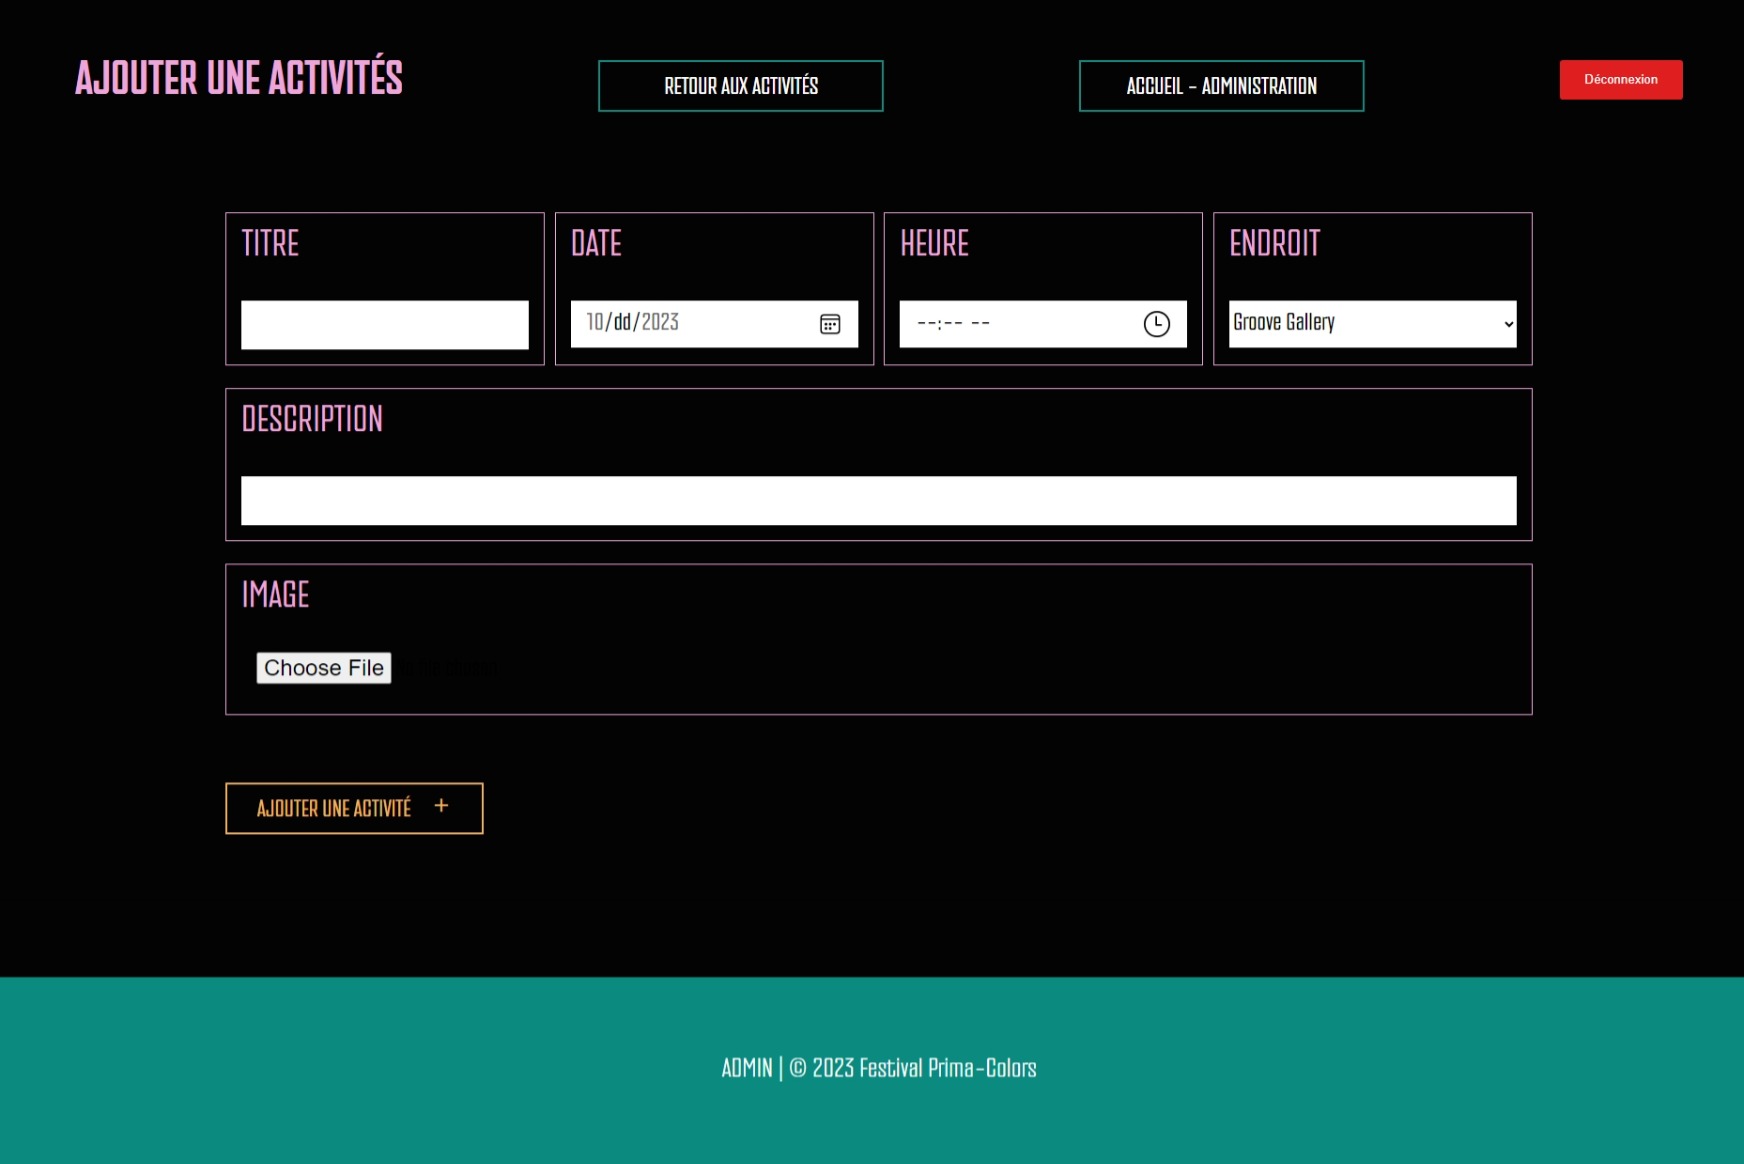 AJOUTER UNE ACTIVITÉS
RETOUR AUX ACTIVITÉS
ACCUEIL - ADMINISTRATION
Déconnexion
TITRE
DATE
HEURE
ENDROIT
10/dd/2023
--:-- --
Groove Gallery
DESCRIPTION
IMAGE
Choose File
AJOUTER UNE ACTIVITÉ +
ADMIN | © 2023 Festival Prima-Colors